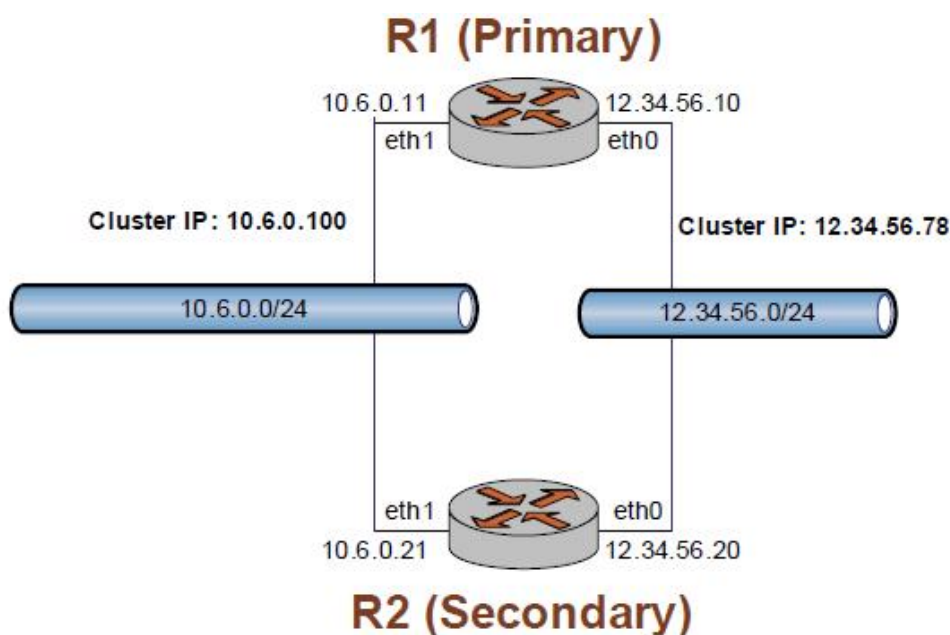 R1 (Primary)
10.6.0.11
12.34.56.10
eth1
eth0
Cluster IP: 10.6.0.100
Cluster IP: 12.34.56.78
10.6.0.0/24
12.34.56.0/24
eth1
eth0
10.6.0.21
12.34.56.20
R2 (Secondary)